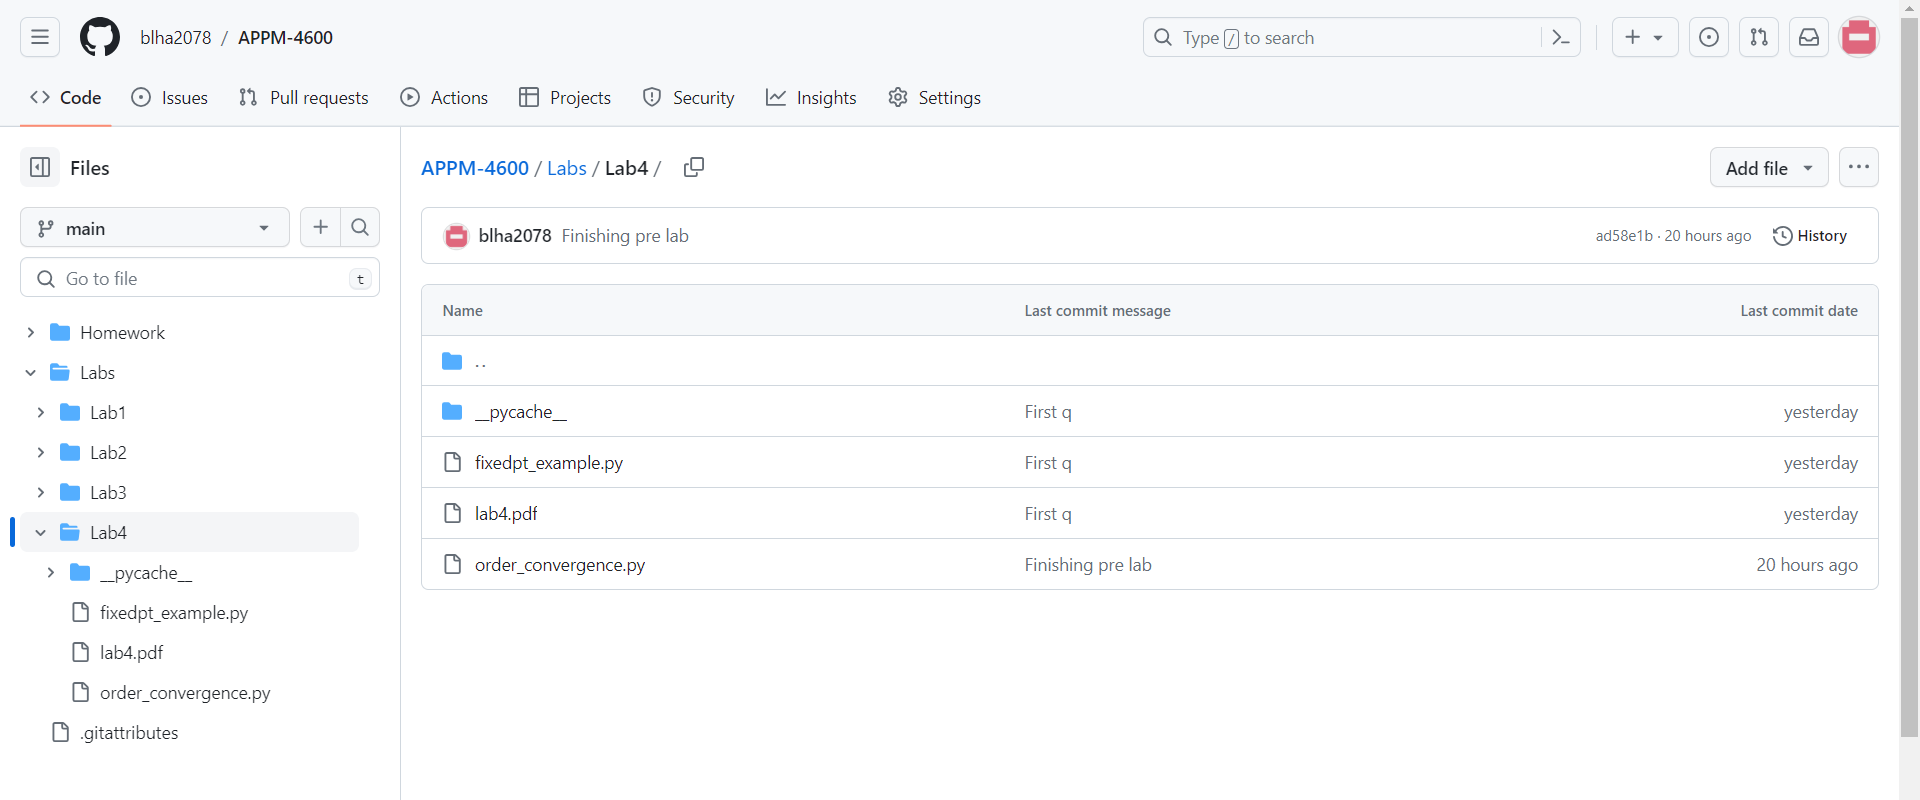 blha2078 / APPM-4600
Type / to search
Code Issues Pull requests Actions Projects Security Insights Settings
Files
main
Go to file t
Homework
Labs
Lab1
Lab2
Lab3
Lab4
__pycache__
fixedpt_example.py
lab4.pdf
order_convergence.py
.gitattributes
APPM-4600 / Labs / Lab4 /
Add file
blha2078 Finishing pre lab ad58e1b · 20 hours ago History
Name Last commit message Last commit date
..
__pycache__ First q yesterday
fixedpt_example.py First q yesterday
lab4.pdf First q yesterday
order_convergence.py Finishing pre lab 20 hours ago